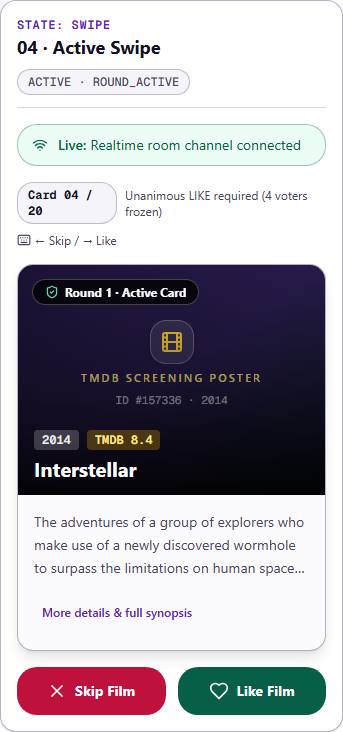 STATE: SWIPE
04 · Active Swipe
ACTIVE · ROUND_ACTIVE
Live: Realtime room channel connected
Card 04 /
20
Unanimous LIKE required (4 voters
frozen)
← Skip / → Like
Round 1 · Active Card
TMDB SCREENING POSTER
ID #157336 · 2014
2014
TMDB 8.4
Interstellar
The adventures of a group of explorers who
make use of a newly discovered wormhole
to surpass the limitations on human space...
More details & full synopsis
Skip Film
Like Film